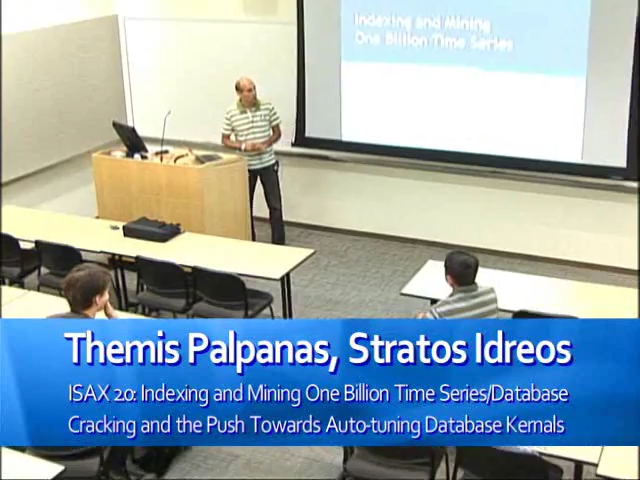 Indexing and Mining
One Billion Time Series
Themis Palpanas, Stratos Idreos
ISAX 2.0: Indexing and Mining One Billion Time Series/Database
Cracking and the Push Towards Auto-tuning Database Kernals